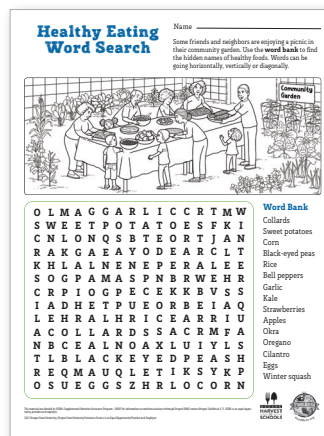 Healthy Eating
Word Search
Name
Some friends and neighbors are enjoying a picnic in
their community garden. Use the word bank to find
the hidden names of healthy foods. Words can be
going horizontally, vertically or diagonally.
Community
Garden
O L M A G G A R L I C C R T M W
S W E E T P O T A T O E S F K I
C N L O N Q S B T E O R T J A N
R A K G A E A Y O D E A R C L T
K H L A L N E N E P E R A L E E
S O G P A M A S P N B R W E H R
C R P I O G P E C E K K B V S S
I A D H E T P U E O R B E I A Q
L E H R A L H R I C E A R R I U
A C O L L A R D S S A C R M F A
N B C E A L N O A X L U I Y L S
T L B L A C K E Y E D P E A S H
R E Q M A U Q L E T I K S Y K P
O S U E G G S Z H R L O C O R N
Word Bank
Collards
Sweet potatoes
Corn
Black-eyed peas
Rice
Bell peppers
Garlic
Kale
Strawberries
Apples
Okra
Oregano
Cilantro
Eggs
Winter squash
HARVEST
SCHOOLS